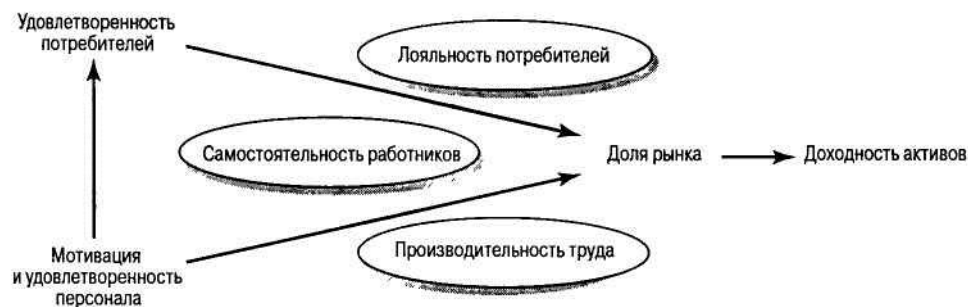 Удовлетворенность
потребителей
Лояльность потребителей
Самостоятельность работников
Доля рынка
Доходность активов
Производительность труда
Мотивация
и удовлетворенность
персонала